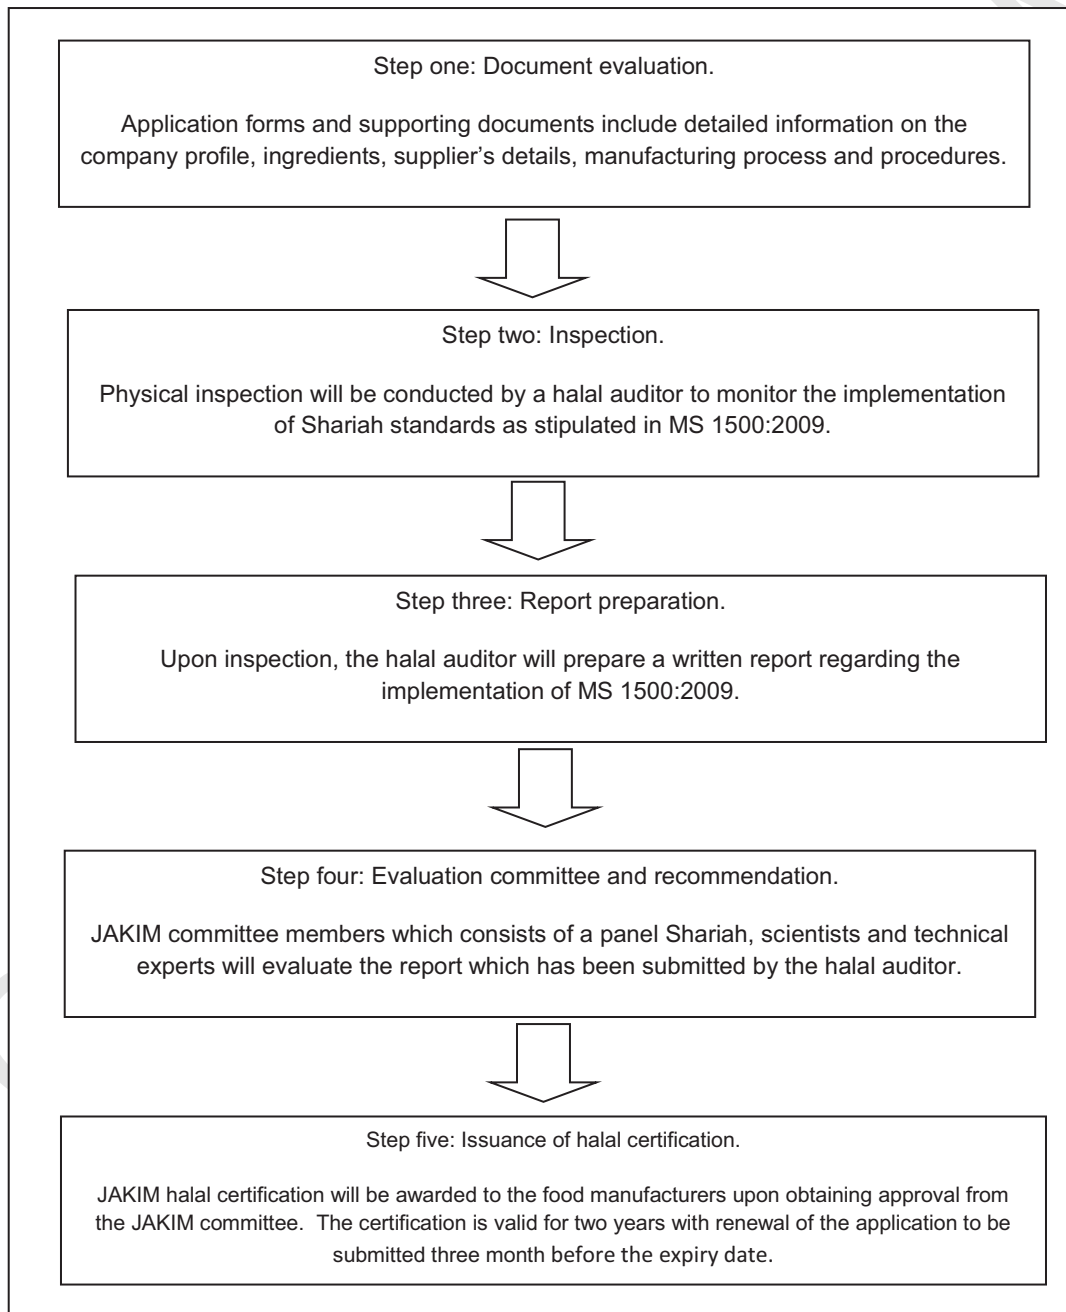 Step one: Document evaluation.
Application forms and supporting documents include detailed information on the
company profile, ingredients, supplier’s details, manufacturing process and procedures.
Step two: Inspection.
Physical inspection will be conducted by a halal auditor to monitor the implementation
of Shariah standards as stipulated in MS 1500:2009.
Step three: Report preparation.
Upon inspection, the halal auditor will prepare a written report regarding the
implementation of MS 1500:2009.
Step four: Evaluation committee and recommendation.
JAKIM committee members which consists of a panel Shariah, scientists and technical
experts will evaluate the report which has been submitted by the halal auditor.
Step five: Issuance of halal certification.
JAKIM halal certification will be awarded to the food manufacturers upon obtaining approval from
the JAKIM committee.  The certification is valid for two years with renewal of the application to be
submitted three month before the expiry date.